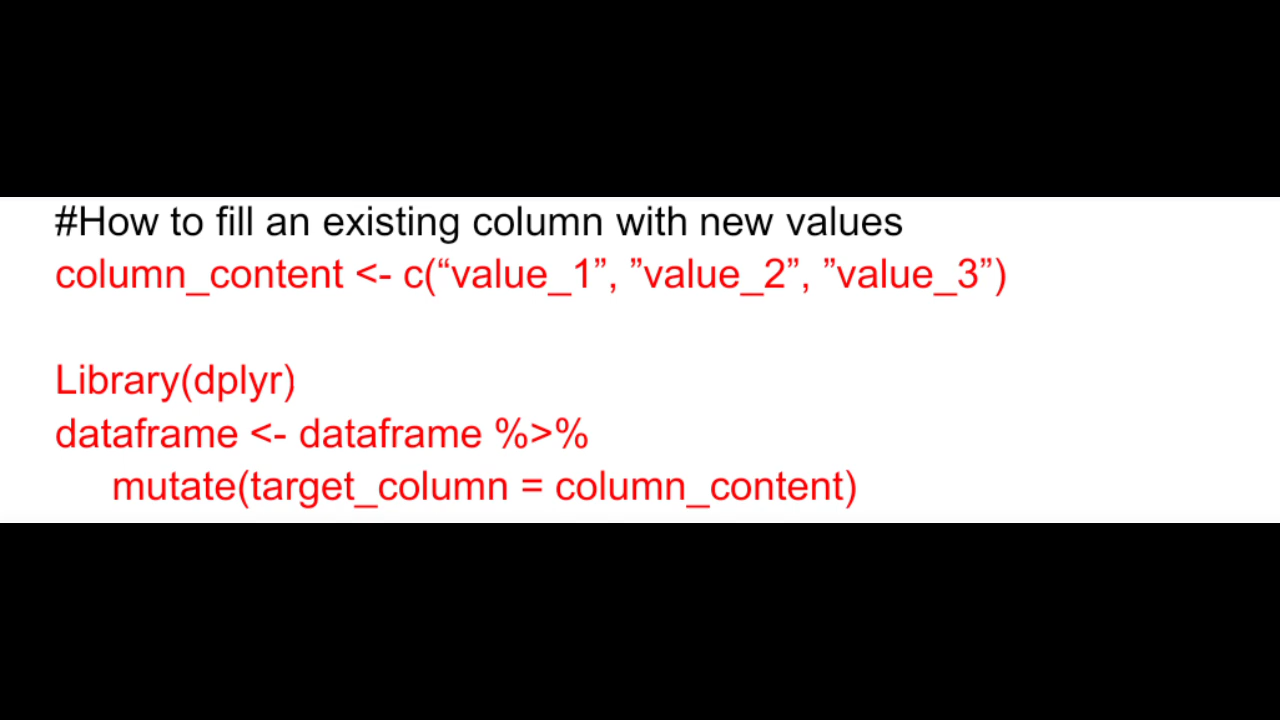 #How to fill an existing column with new values
column_content <- c(“value_1”, ”value_2”, ”value_3”)
Library(dplyr)
dataframe <- dataframe %>%
mutate(target_column = column_content)